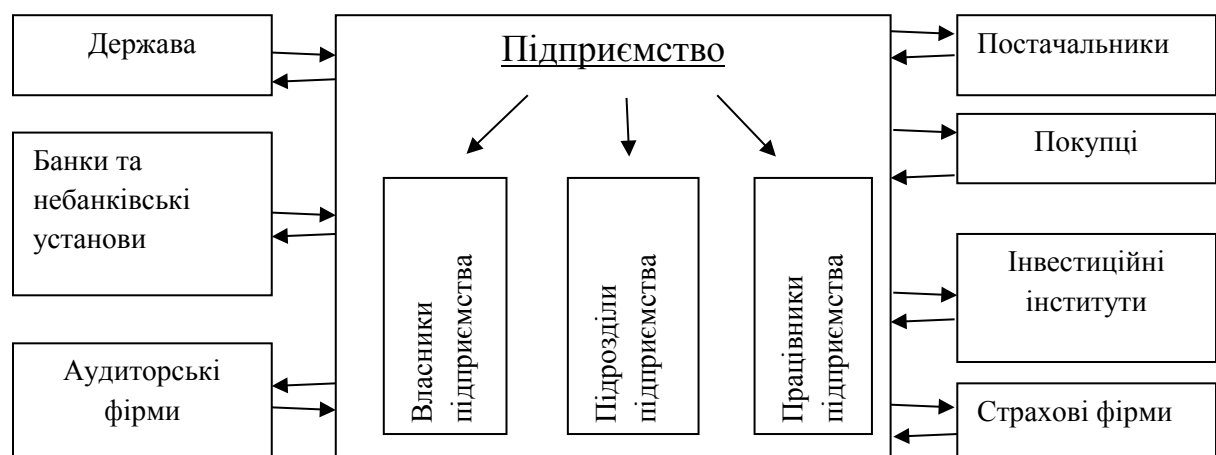 Держава
Банки та
небанківські
установи
Аудиторські
фірми
Підприємство
Власники
підприємства
Підрозділи
підприємства
Працівники
підприємства
Постачальники
Покупці
Інвестиційні
інститути
Страхові фірми